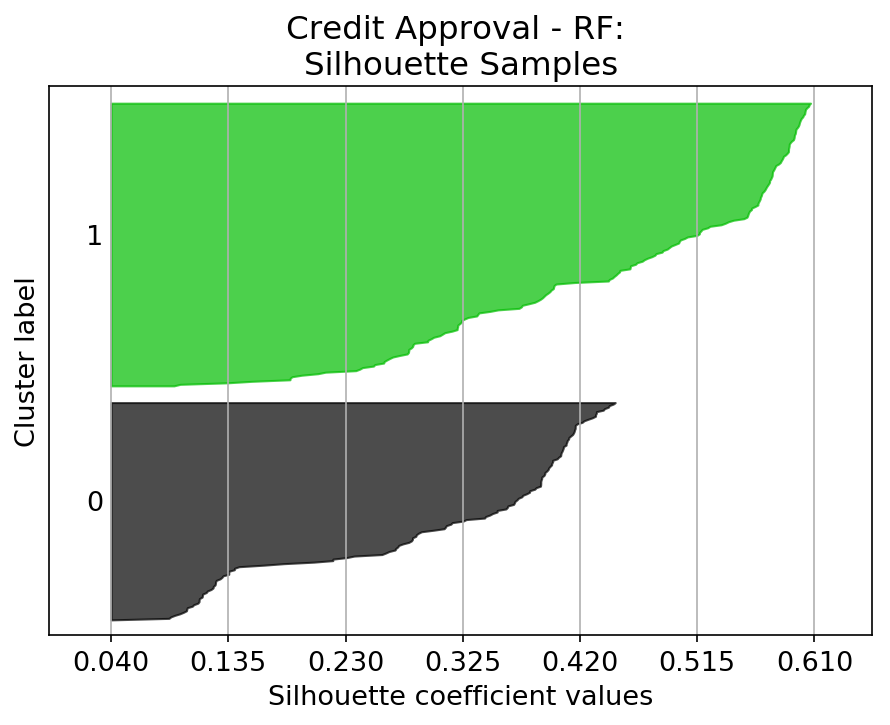 Credit Approval - RF:
Silhouette Samples
Cluster label
1
0
0.040 0.135 0.230 0.325 0.420 0.515 0.610
Silhouette coefficient values